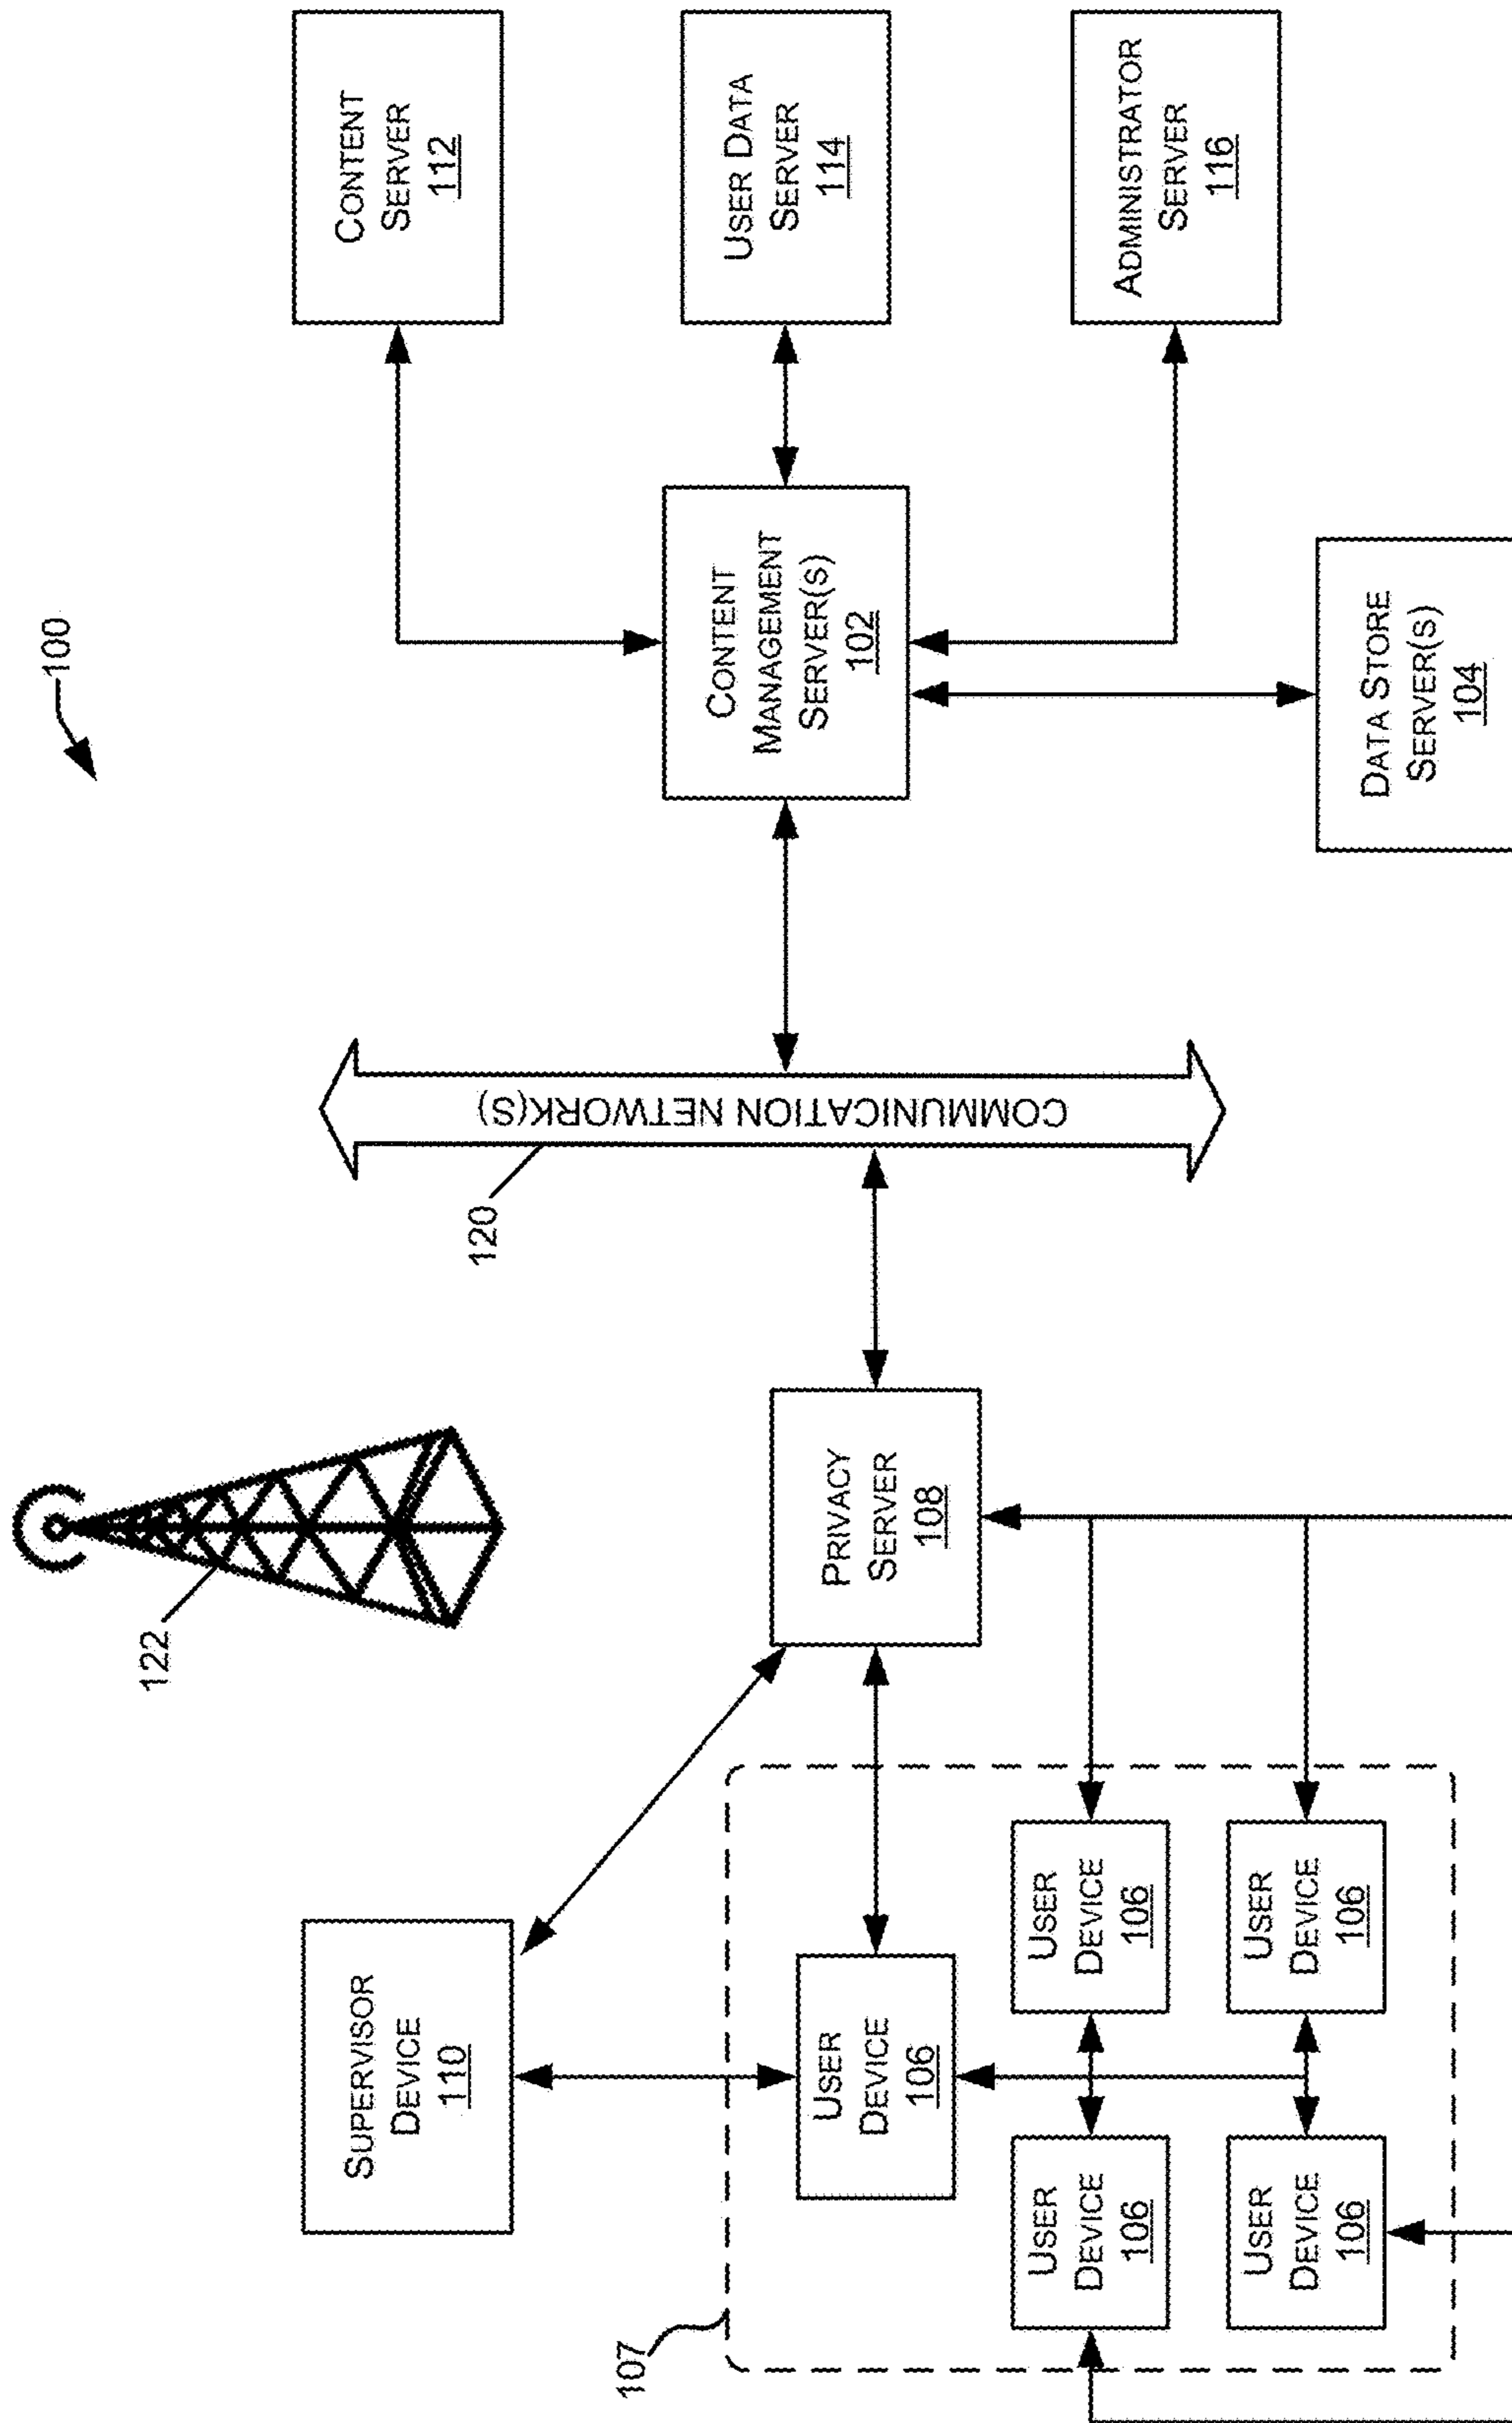 100
CONTENT
SERVER
112
USER DATA
SERVER
114
ADMINISTRATOR
SERVER
116
CONTENT
MANAGEMENT
SERVER(S)
102
DATA STORE
SERVER(S)
104
COMMUNICATION NETWORK(S)
120
122
PRIVACY
SERVER
108
SUPERVISOR
DEVICE
110
107
USER
DEVICE
106
USER
DEVICE
106
USER
DEVICE
106
USER
DEVICE
106
USER
DEVICE
106